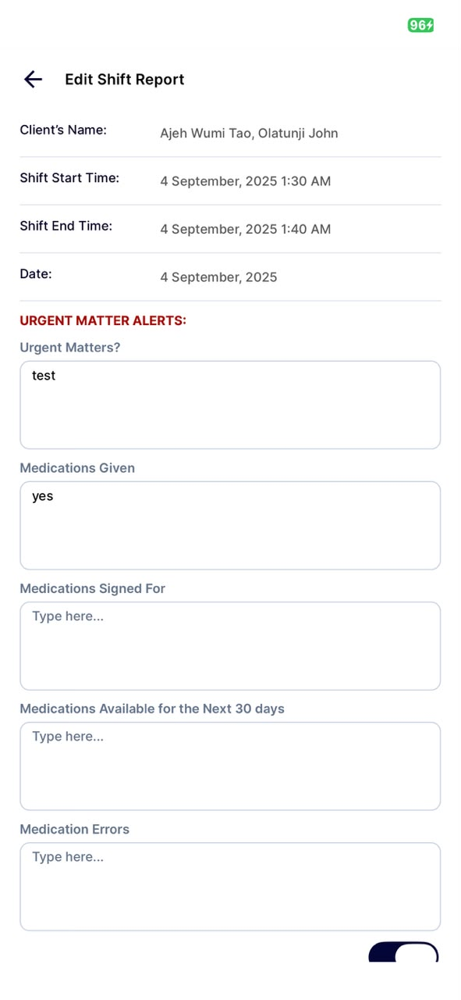 96
Edit Shift Report
Client’s Name:
Ajeh Wumi Tao, Olatunji John
Shift Start Time:
4 September, 2025 1:30 AM
Shift End Time:
4 September, 2025 1:40 AM
Date:
4 September, 2025
URGENT MATTER ALERTS:
Urgent Matters?
test
Medications Given
yes
Medications Signed For
Type here...
Medications Available for the Next 30 days
Type here...
Medication Errors
Type here...